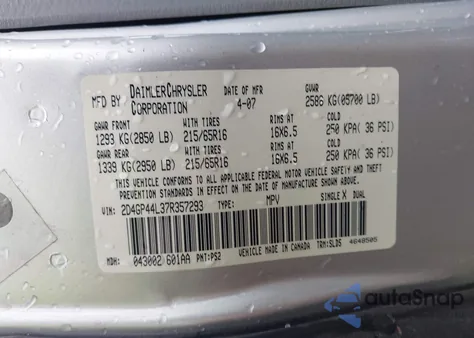 MFD BY DAIMLERCHRYSLER CORPORATION DATE OF MFR 4-07 GVWR 2586 KG(05700 LB)
GAWR FRONT WITH TIRES RIMS AT COLD
1293 KG(2850 LB) 215/65R16 16X6.5 250 KPA( 36 PSI)
GAWR REAR WITH TIRES RIMS AT COLD
1339 KG(2950 LB) 215/65R16 16X6.5 250 KPA( 36 PSI)
THIS VEHICLE CONFORMS TO ALL APPLICABLE FEDERAL MOTOR VEHICLE SAFETY AND THEFT
PREVENTION STANDARDS IN EFFECT ON THE DATE OF MANUFACTURE SHOWN ABOVE.
VIN: 2D4GP44L37R357293 TYPE: MPV SINGLE X DUAL
MDH: 043002 601AA PNT:PS2 VEHICLE MADE IN CANADA TRM:SLDS 4648505
autoSnap